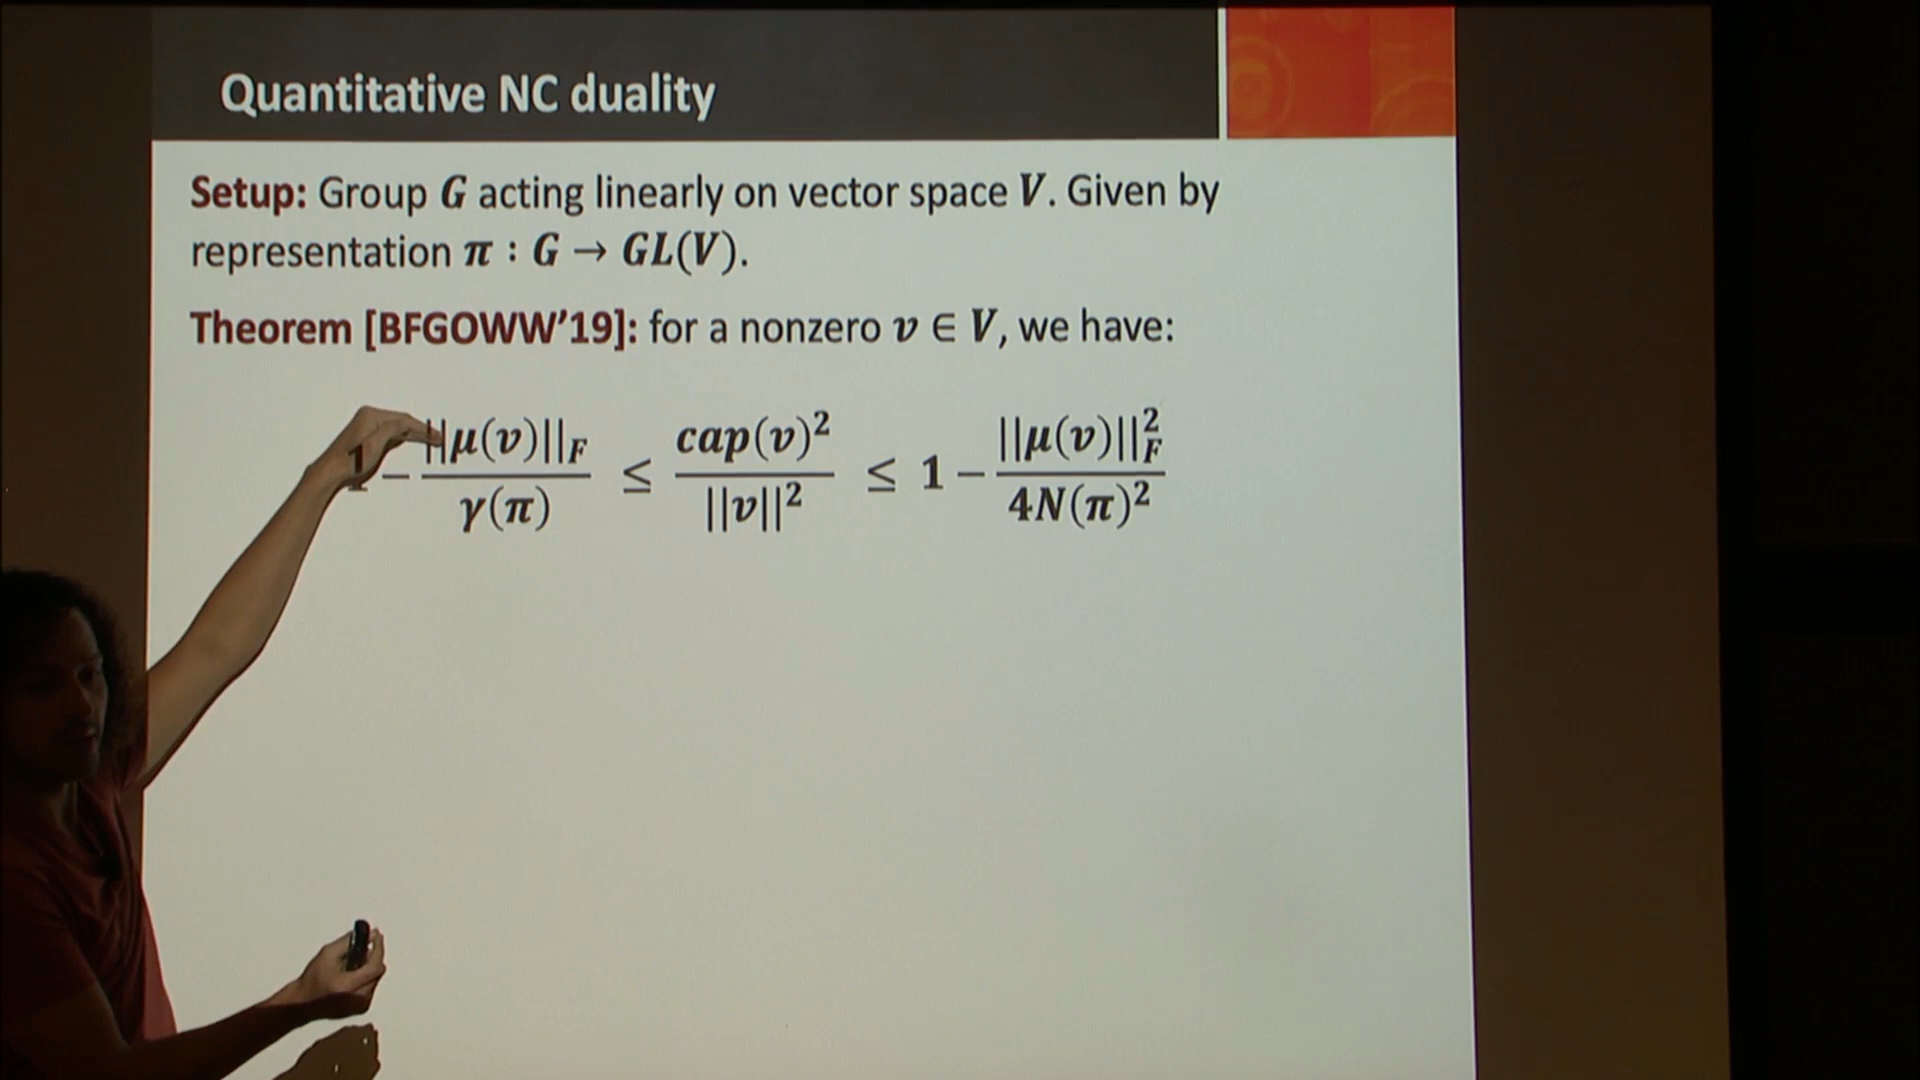 Quantitative NC duality
Setup: Group G acting linearly on vector space V. Given by
representation π : G → GL(V).
Theorem [BFGOWW'19]: for a nonzero v ∈ V, we have:
1 − ||μ(v)||_F / γ(π) ≤ cap(v)² / ||v||² ≤ 1 − ||μ(v)||²_F / 4N(π)²